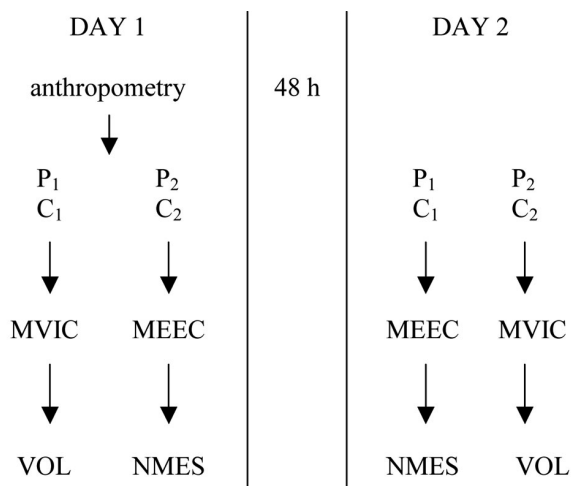 DAY 1 DAY 2
anthropometry 48 h
P₁ P₂ P₁ P₂
C₁ C₂ C₁ C₂
MVIC MEEC MEEC MVIC
VOL NMES NMES VOL